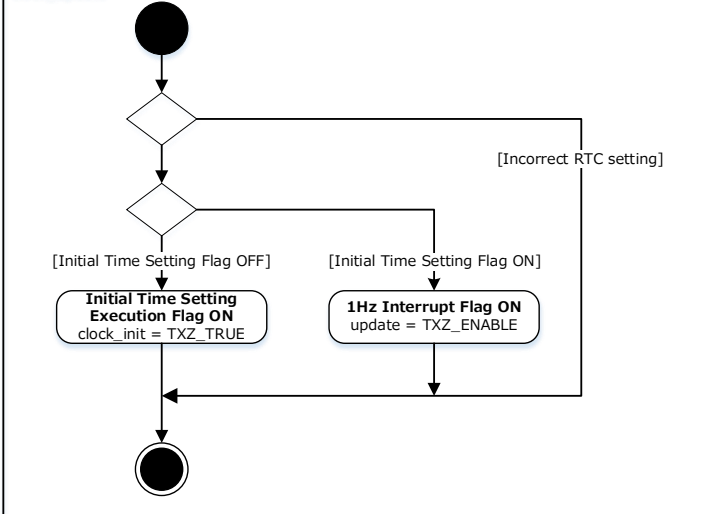 [Incorrect RTC setting]
[Initial Time Setting Flag OFF]
[Initial Time Setting Flag ON]
Initial Time Setting
Execution Flag ON
clock_init = TXZ_TRUE
1Hz Interrupt Flag ON
update = TXZ_ENABLE